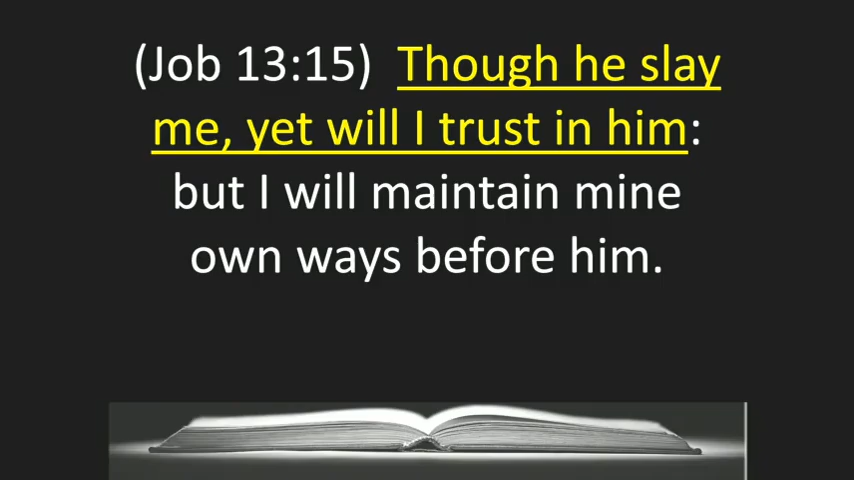 (Job 13:15)  Though he slay
me, yet will I trust in him:
but I will maintain mine
own ways before him.